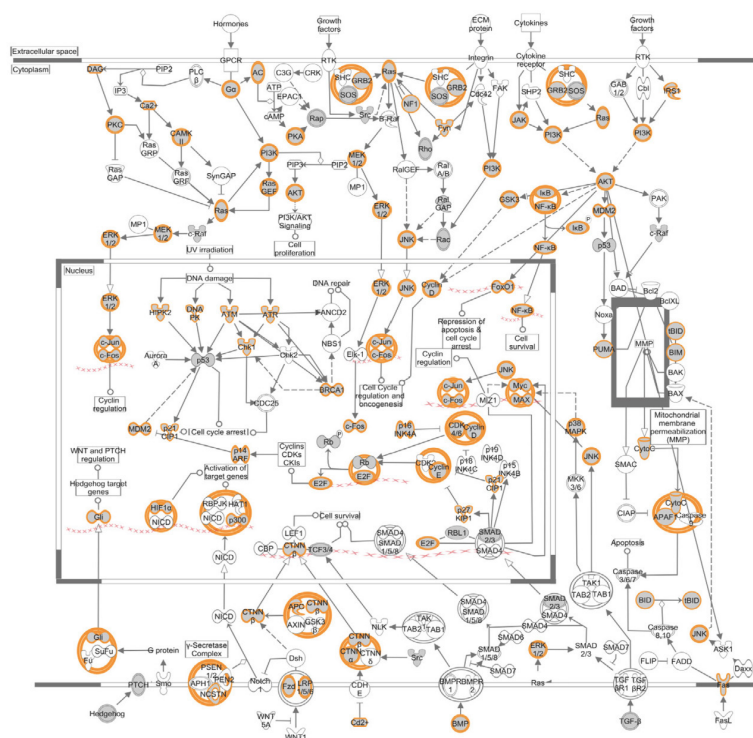 Hormones
Growth
factors
ECM
protein
Cytokines
Growth
factors
Extracellular space
Cytoplasm
GPCR
RTK
Integrin
Cytokine
receptor
RTK
DAG
PIP2
PLC
β
Gα
AC
ATP
cAMP
C3G
CRK
EPAC1
Rap
PKA
SHC
GRB2
SOS
Src
Ras
B-Raf
NF1
SHC
GRB2
SOS
Fyn
Rho
Cdc42
FAK
SHP2
JAK
PI3K
SHC
GRB2
SOS
Ras
GAB
1/2
Cbl
IRS1
PI3K
IP3
Ca2+
PKC
CAMK
II
Ras
GRP
Ras
GAP
Ras
GRF
SynGAP
PI3K
Ras
GEF
Ras
PIP3
PIP2
AKT
PI3K/AKT
Signaling
Cell
proliferation
MEK
1/2
MP1
ERK
1/2
RalGEF
Ral
A/B
Ral
GAP
Rac
JNK
PI3K
GSK3
IκB
NF-κB
IκB
P
NF-κB
AKT
MDM2
p53
PAK
c-Raf
MP1
ERK
1/2
MEK
1/2
c-Raf
UV irradiation
Nucleus
DNA damage
DNA repair
ERK
1/2
HIPK2
DNA
PK
ATM
ATR
FANCD2
NBS1
Chk1
Chk2
BRCA1
c-Jun
c-Fos
Cyclin
regulation
Aurora
A
p53
CDC25
Cell cycle arrest
MDM2
p21
CIP1
p14
ARF
ERK
1/2
JNK
Cyclin
D
FoxO1
NF-κB
Repression of
apoptosis &
cell cycle
arrest
Cell
survival
Elk-1
c-Jun
c-Fos
Cell Cycle
regulation and
oncogenesis
c-Fos
Cyclin
regulation
c-Jun
c-Fos
JNK
MIZ1
Myc
MAX
BAD
Bcl2
BclXL
Noxa
PUMA
MMP
tBID
BIM
BAK
BAX
Mitochondrial
membrane
permeabilization
(MMP)
WNT and PTCH
regulation
Hedgehog target
genes
Gli
Activation of
target genes
HIF1α
NICD
RBPJK
HAT1
NICD
p300
Cyclins
CDKs
CKIs
E2F
Rb
P
Rb
E2F
p16
INK4A
CDK
4/6
Cyclin
D
CDK2
Cyclin
E
p18
INK4C
p19
INK4D
p15
INK4B
p21
CIP1
p27
KIP1
E2F
RBL1
SMAD
2/3
SMAD4
p38
MAPK
JNK
MKK
3/6
SMAC
CytoC
CIAP
CytoC
APAF1
Caspase
9
Apoptosis
Caspase
3/6/7
NICD
CBP
LEF1
CTNN
β
Cell survival
TCF3/4
SMAD4
SMAD
1/5/8
TAK1
TAB2
TAB1
BID
tBID
Caspase
8,10
JNK
ASK1
FLIP
FADD
Daxx
Fas
FasL
Gli
SuFu
Fu
G protein
PTCH
Smo
Hedgehog
NICD
γ-Secretase
Complex
PSEN
1/2
PEN2
APH1
NCSTN
Notch
Dsh
Fzd
LRP
1/5/6
WNT
5A
WNT1
CTNN
β
APC
CTNN
β
AXIN
GSK3
β
CTNN
β
CTNN
α
CTNN
δ
CDH
E
Cd2+
Src
NLK
TAK
TAB2
TAB1
SMAD4
SMAD
1/5/8
SMAD
1/5/8
SMAD4
SMAD6
SMAD7
BMPR
1
BMPR
2
BMP
SMAD
2/3
SMAD4
SMAD4
ERK
1/2
Ras
SMAD
2/3
SMAD7
TGF
βR1
TGF
βR2
TGF-β